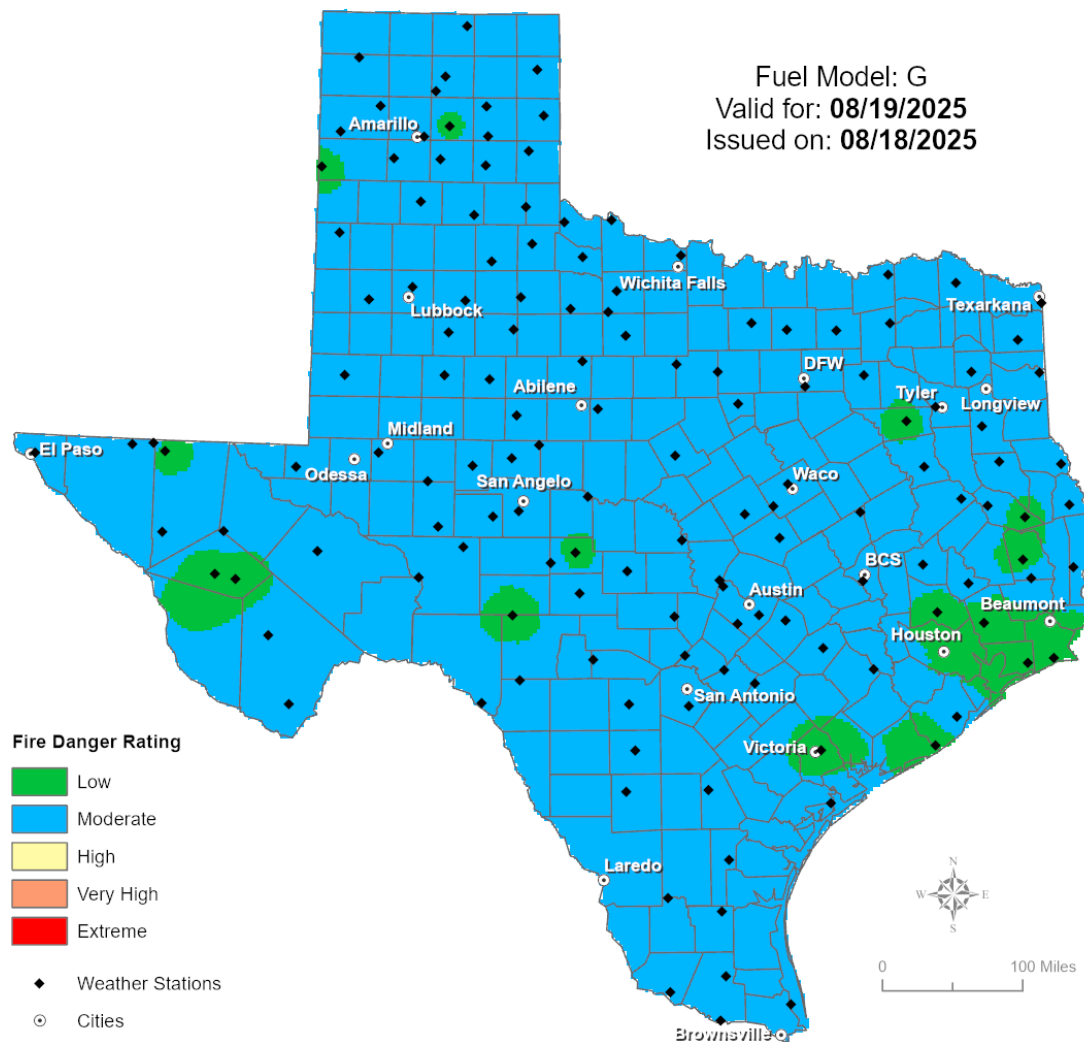 Fuel Model: G
Valid for: 08/19/2025
Issued on: 08/18/2025
Amarillo
Wichita Falls
Lubbock
Texarkana
DFW
Abilene
Tyler
Longview
Midland
El Paso
Odessa
San Angelo
Waco
BCS
Austin
Beaumont
Houston
San Antonio
Victoria
Laredo
Brownsville
Fire Danger Rating
Low
Moderate
High
Very High
Extreme
Weather Stations
Cities
N
W E
S
0 100 Miles